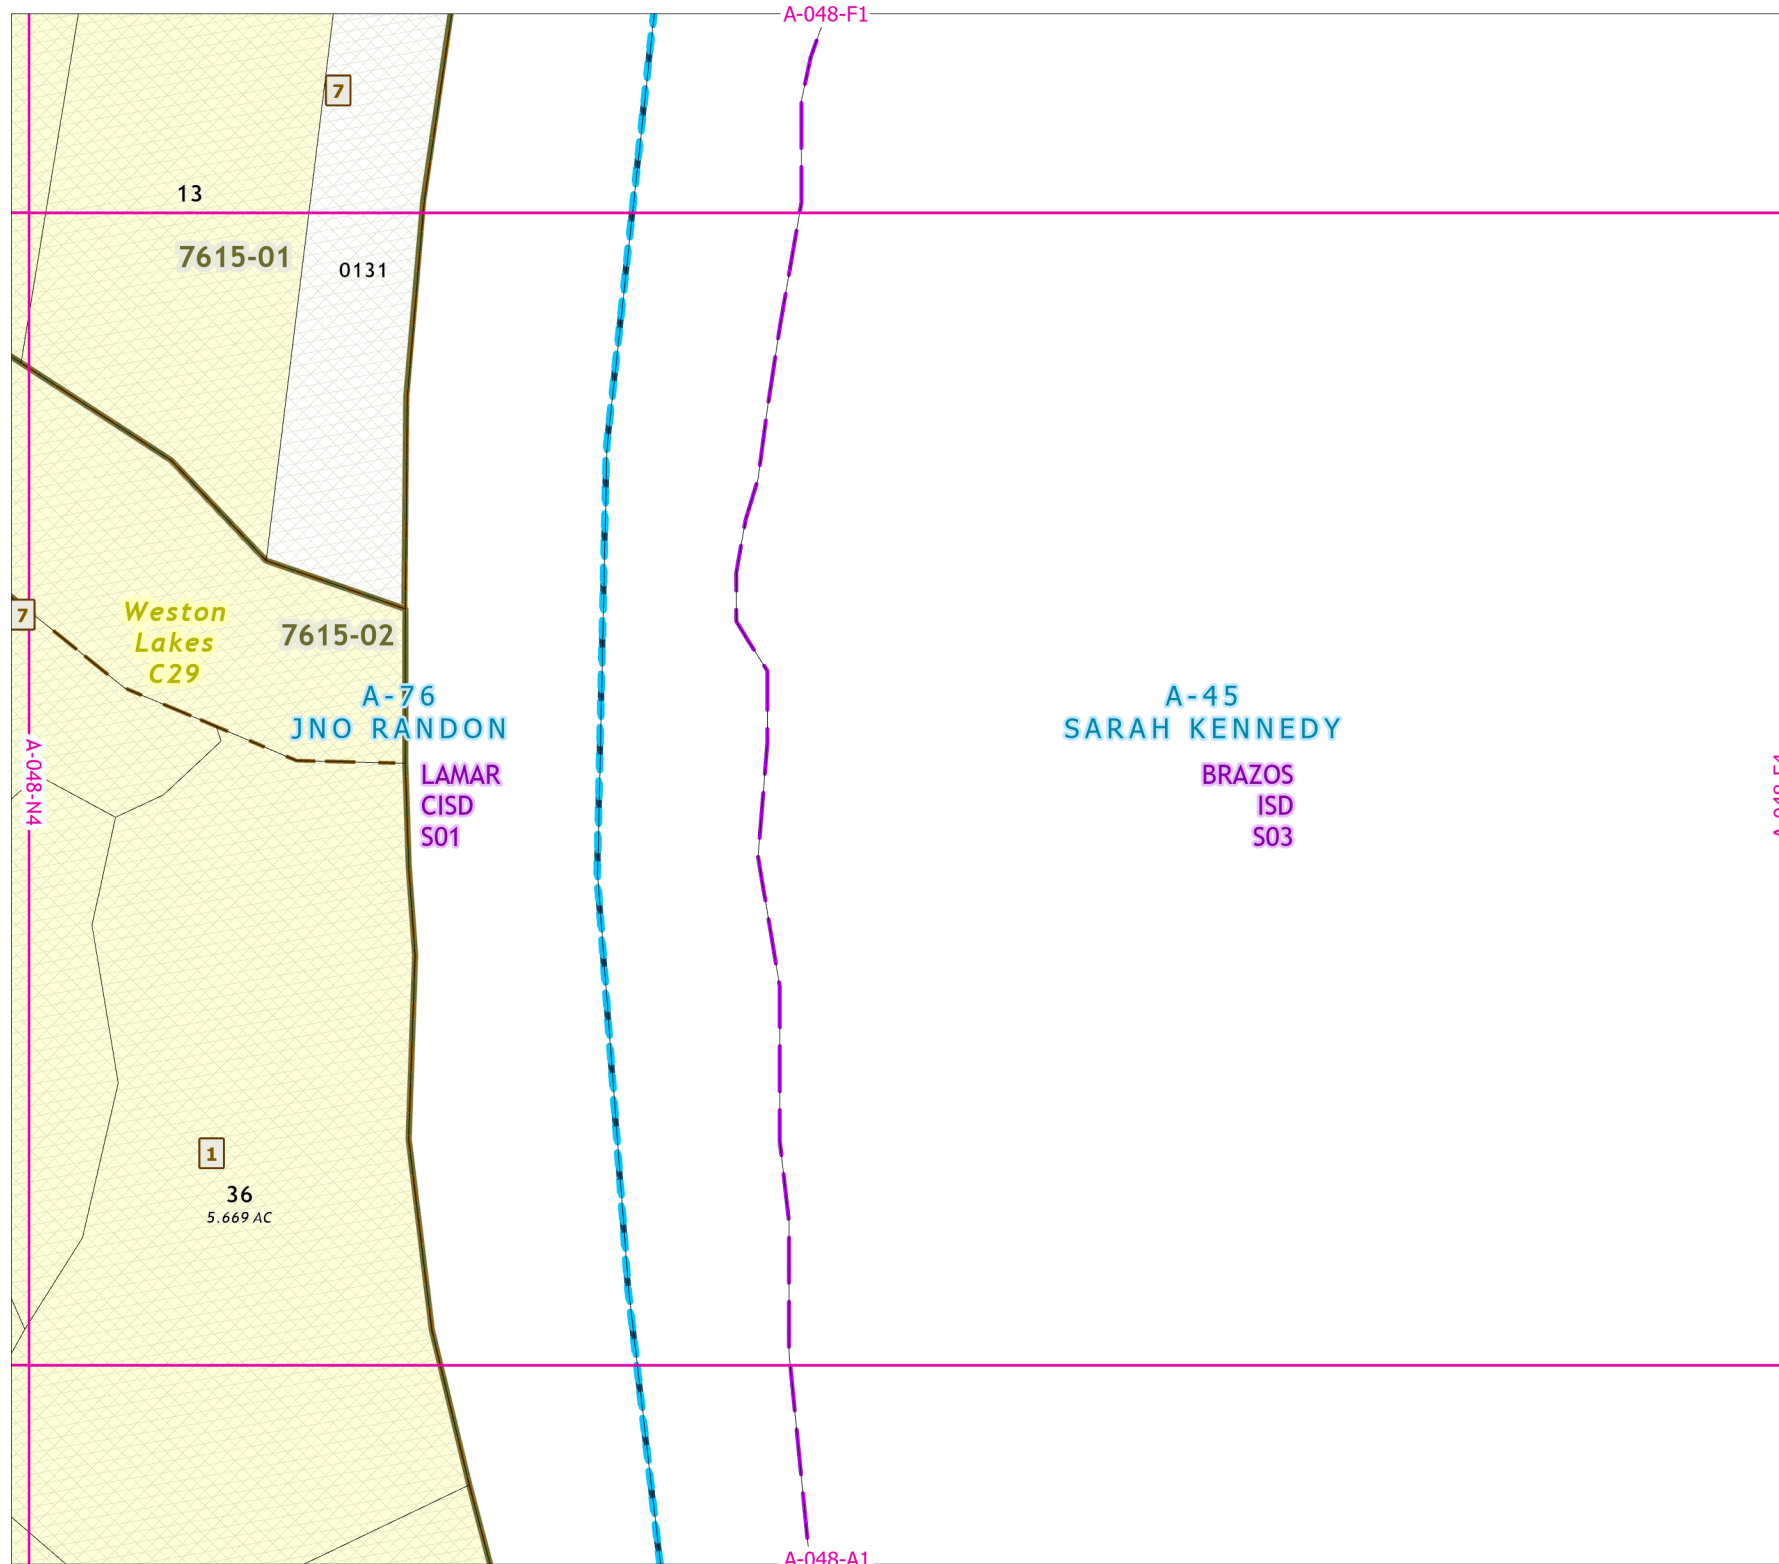 A-048-F1
7
13
7615-01
0131
7
Weston
Lakes
C29
7615-02
A-76
JNO RANDON
A-45
SARAH KENNEDY
LAMAR
CISD
S01
BRAZOS
ISD
S03
A-048-N4
1
36
5.669 AC
A-048-A1